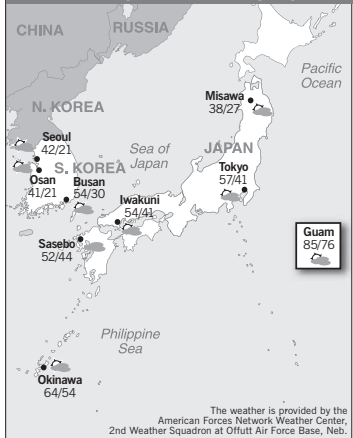 CHINA
RUSSIA
Pacific
Ocean
N. KOREA
Misawa
38/27
Seoul
42/21
Sea of
Japan
JAPAN
S. KOREA
Tokyo
57/41
Osan
41/21
Busan
54/30
Iwakuni
54/41
Guam
85/76
Sasebo
52/44
Philippine
Sea
Okinawa
64/54
The weather is provided by the
American Forces Network Weather Center,
2nd Weather Squadron at Offutt Air Force Base, Neb.